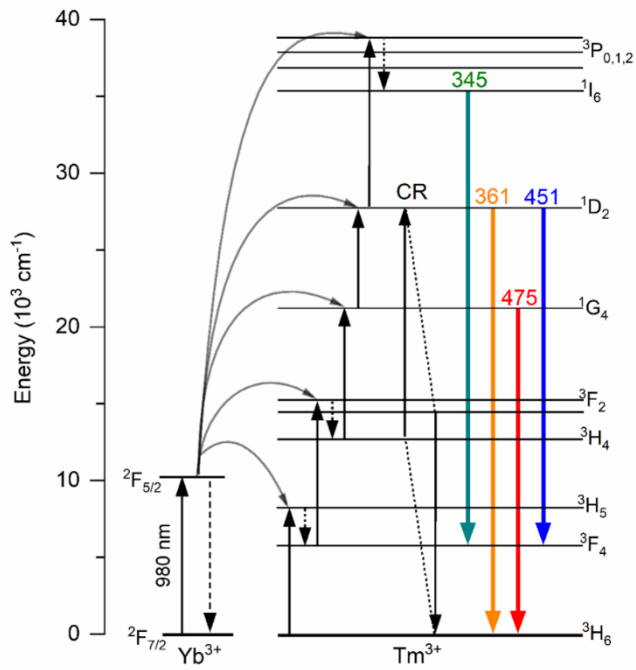 40
30
20
10
0
Energy (10³ cm⁻¹)
²F₅/₂
980 nm
²F₇/₂
Yb³⁺
Tm³⁺
CR
345
361
451
475
³P₀,₁,₂
¹I₆
¹D₂
¹G₄
³F₂
³H₄
³H₅
³F₄
³H₆